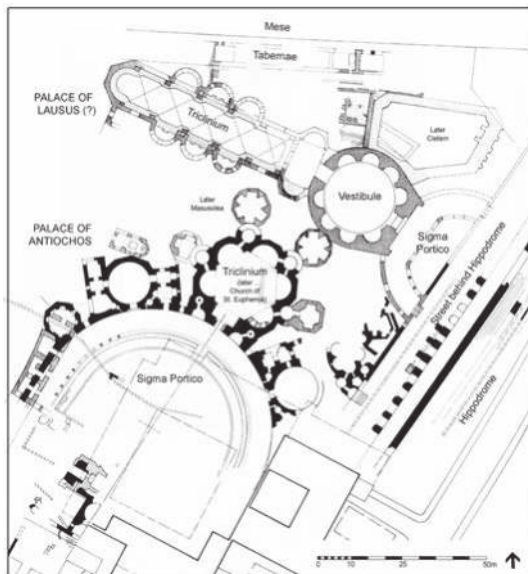 Mese
Tabernae
PALACE OF
LAUSUS (?)
Triclinium
Later
Cistern
Vestibule
Later
Mausolea
PALACE OF
ANTIOCHOS
Sigma
Portico
Triclinium
(later
Church of
St. Euphemia)
Street behind Hippodrome
Sigma Portico
Hippodrome
0 10 25 50m